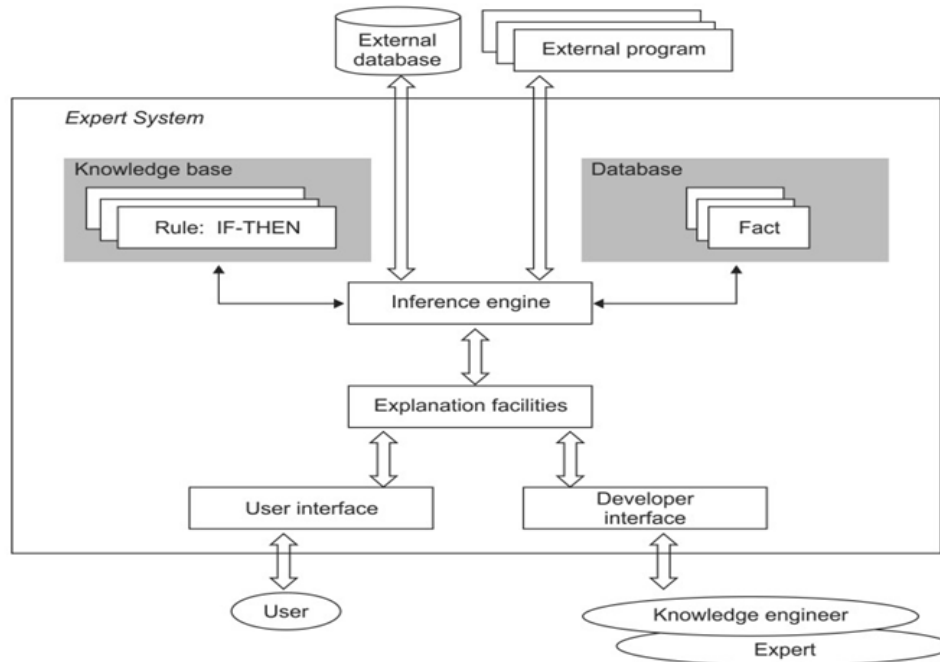 External
database
External program
Expert System
Knowledge base
Rule: IF-THEN
Database
Fact
Inference engine
Explanation facilities
User interface
Developer
interface
User
Knowledge engineer
Expert